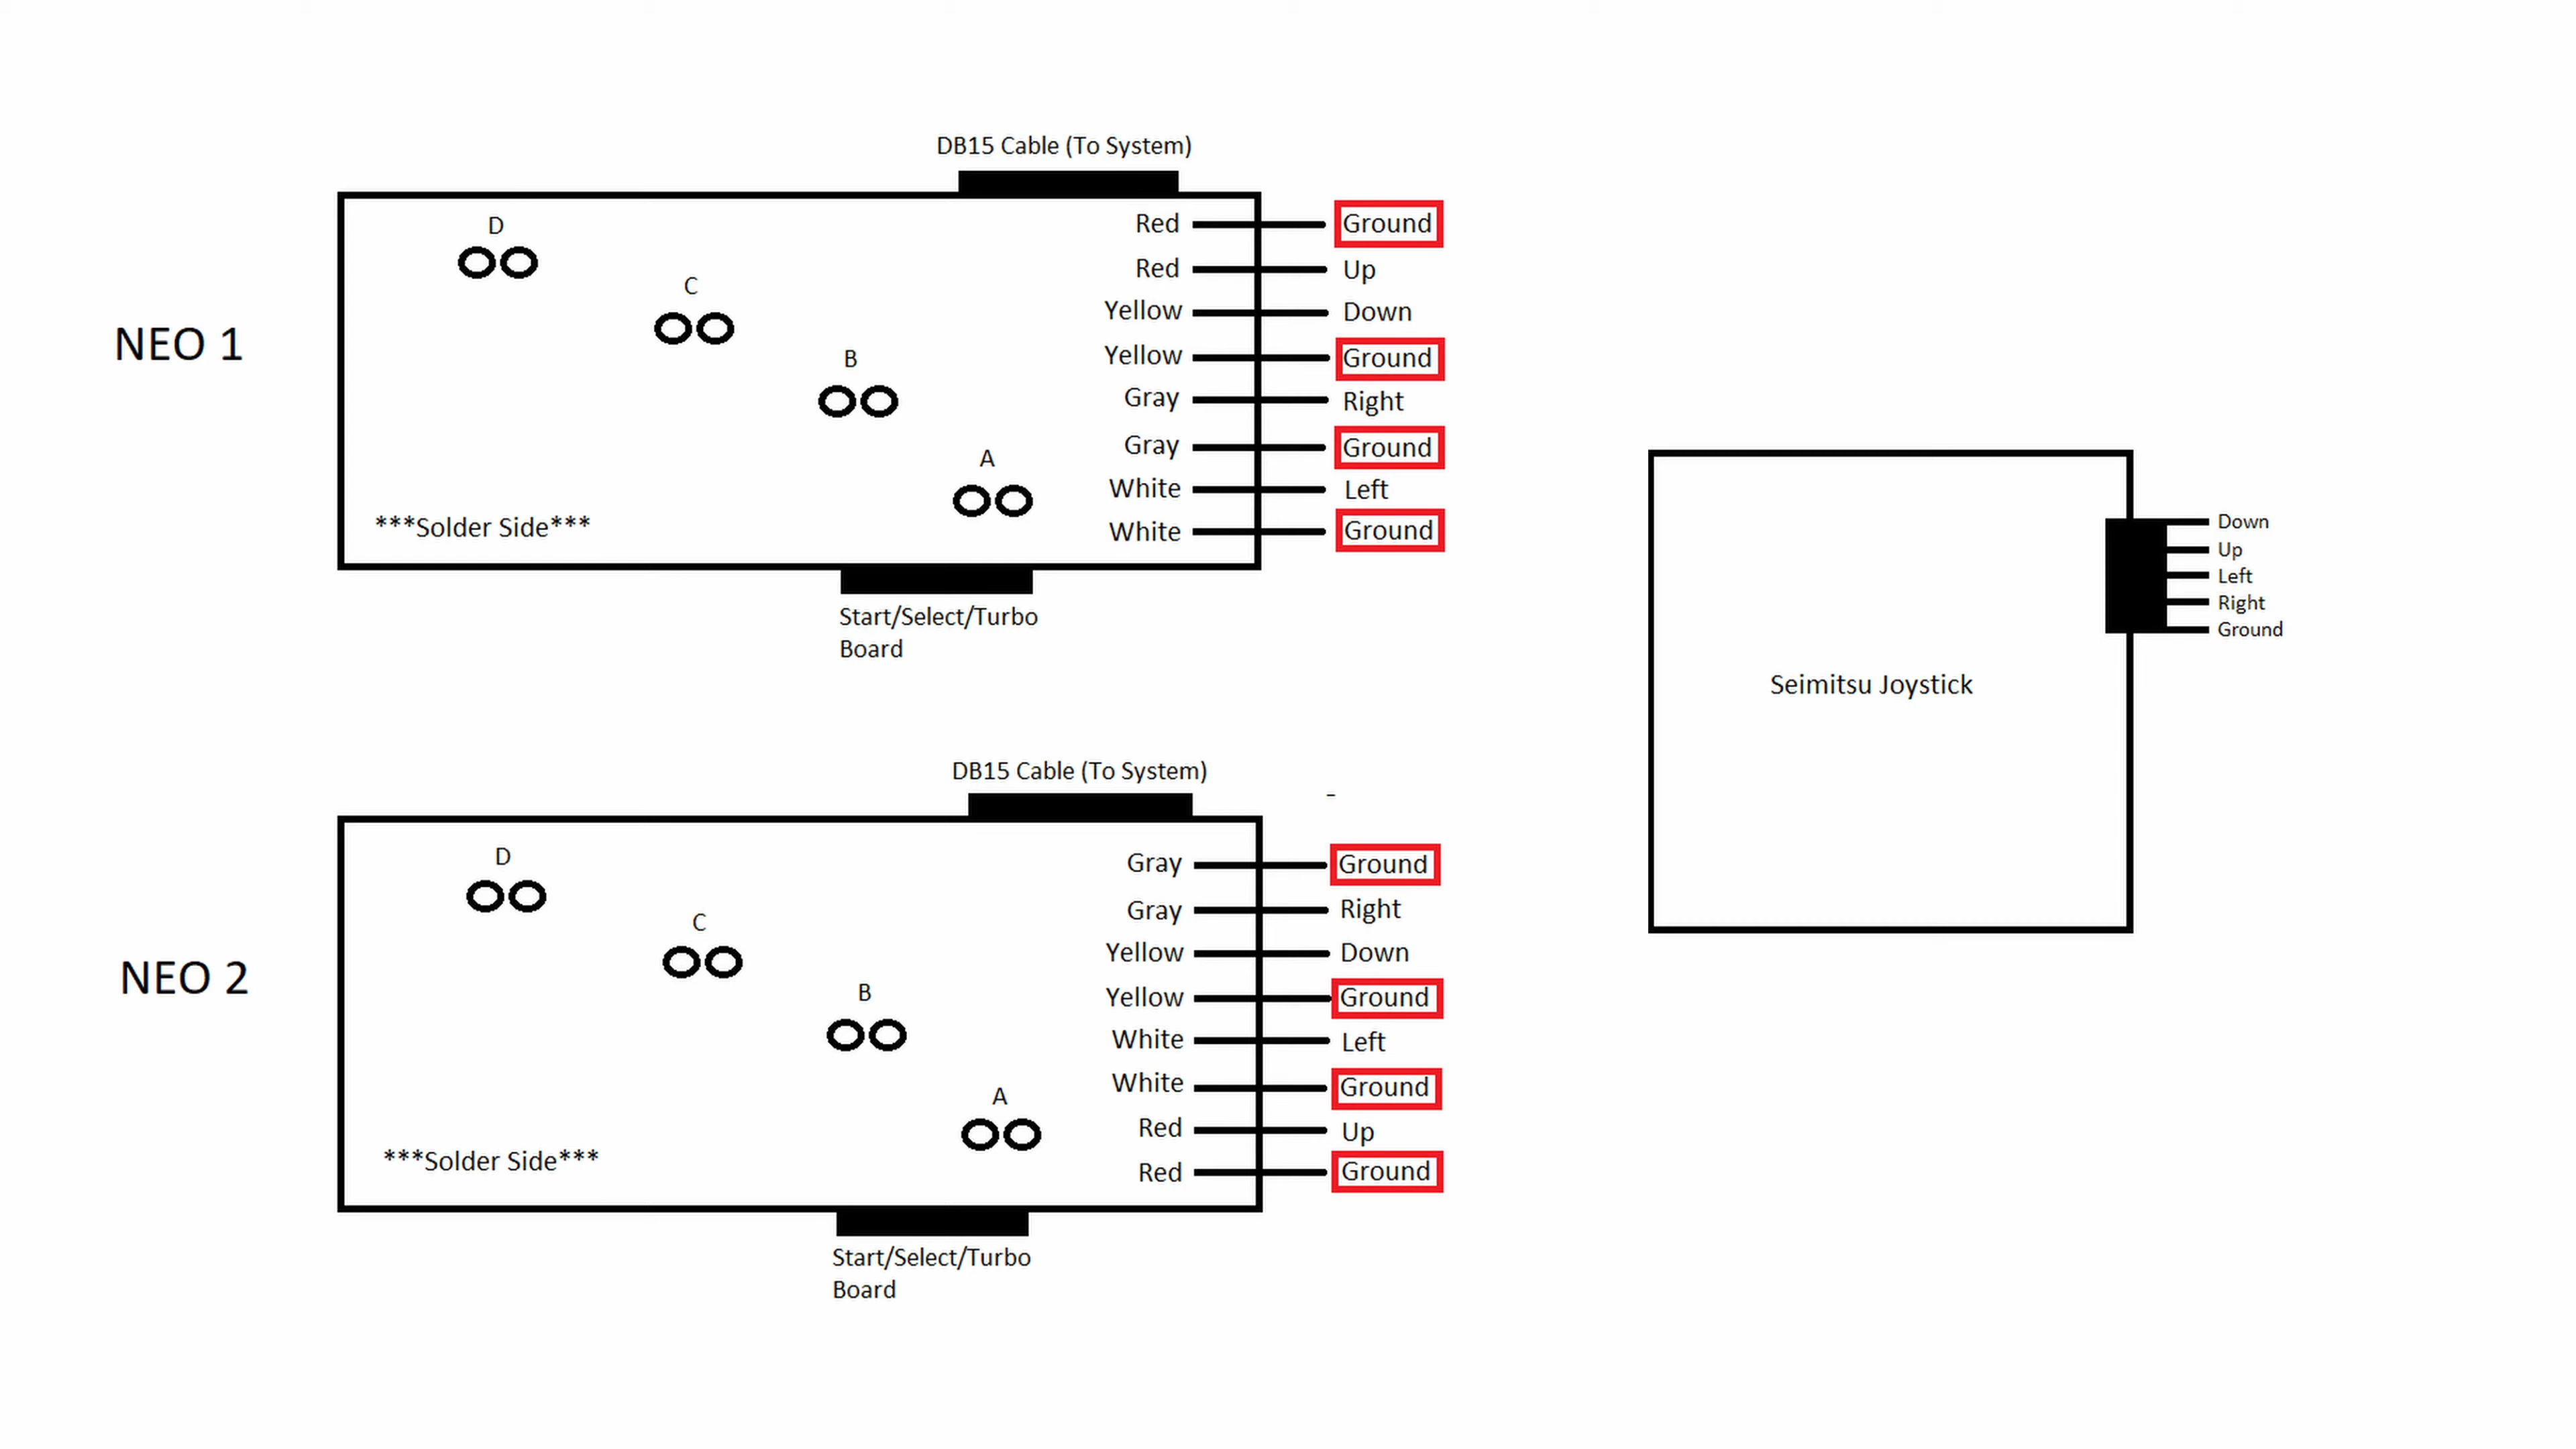 DB15 Cable (To System)
NEO 1
D
C
B
A
***Solder Side***
Red Ground
Red Up
Yellow Down
Yellow Ground
Gray Right
Gray Ground
White Left
White Ground
Start/Select/Turbo
Board
DB15 Cable (To System)
-
NEO 2
D
C
B
A
***Solder Side***
Gray Ground
Gray Right
Yellow Down
Yellow Ground
White Left
White Ground
Red Up
Red Ground
Start/Select/Turbo
Board
Seimitsu Joystick
Down
Up
Left
Right
Ground